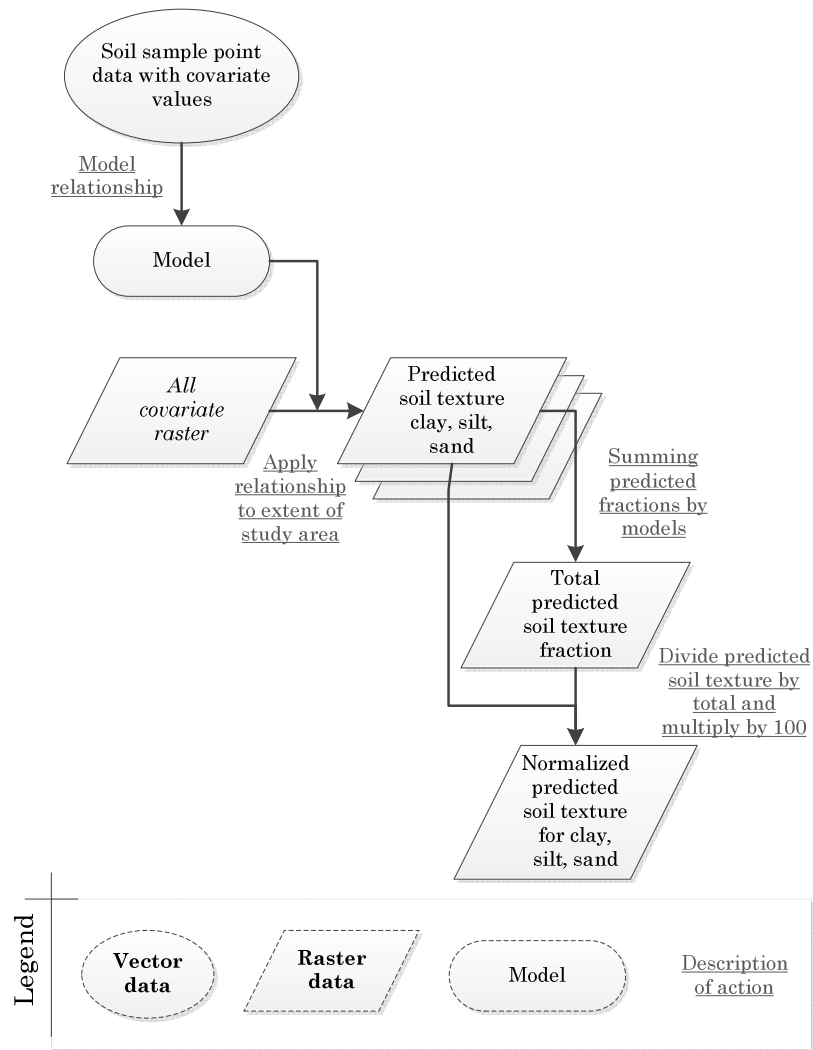 Soil sample point
data with covariate
values
Model
relationship
Model
All
covariate
raster
Predicted
soil texture
clay, silt,
sand
Apply
relationship
to extent of
study area
Summing
predicted
fractions by
models
Total
predicted
soil texture
fraction
Divide predicted
soil texture by
total and
multiply by 100
Normalized
predicted
soil texture
for clay,
silt, sand
Legend
Vector
data
Raster
data
Model
Description
of action